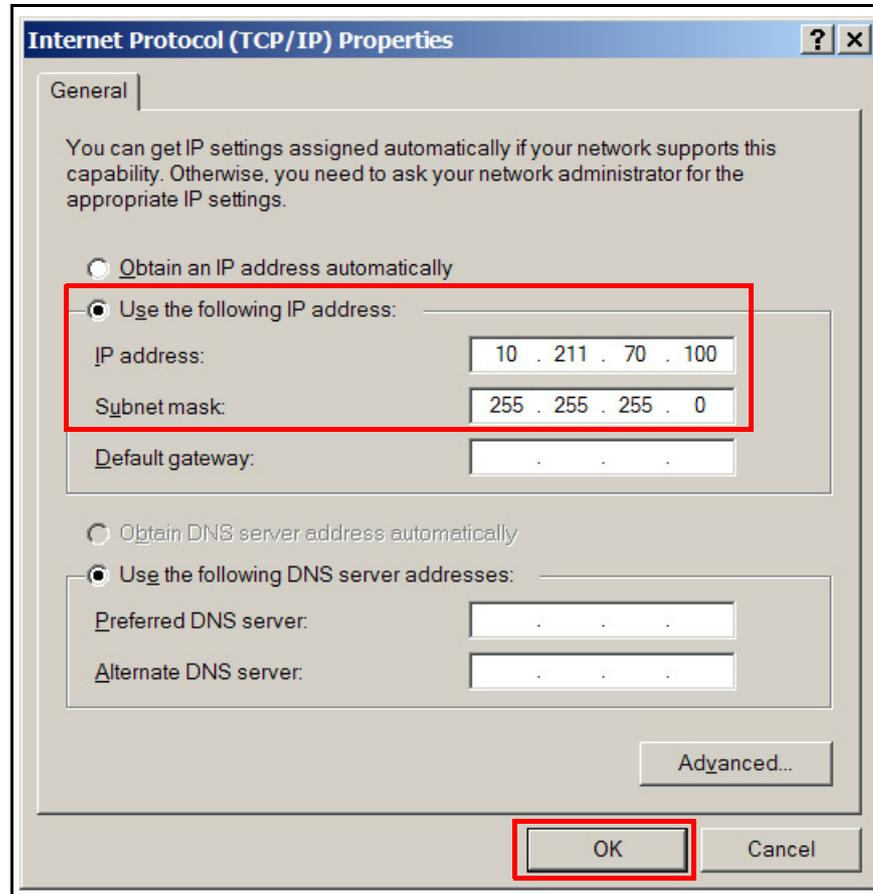 Internet Protocol (TCP/IP) Properties
General
You can get IP settings assigned automatically if your network supports this
capability. Otherwise, you need to ask your network administrator for the
appropriate IP settings.
Obtain an IP address automatically
Use the following IP address:
IP address: 10 . 211 . 70 . 100
Subnet mask: 255 . 255 . 255 . 0
Default gateway: . . .
Obtain DNS server address automatically
Use the following DNS server addresses:
Preferred DNS server: . . .
Alternate DNS server: . . .
Advanced...
OK Cancel